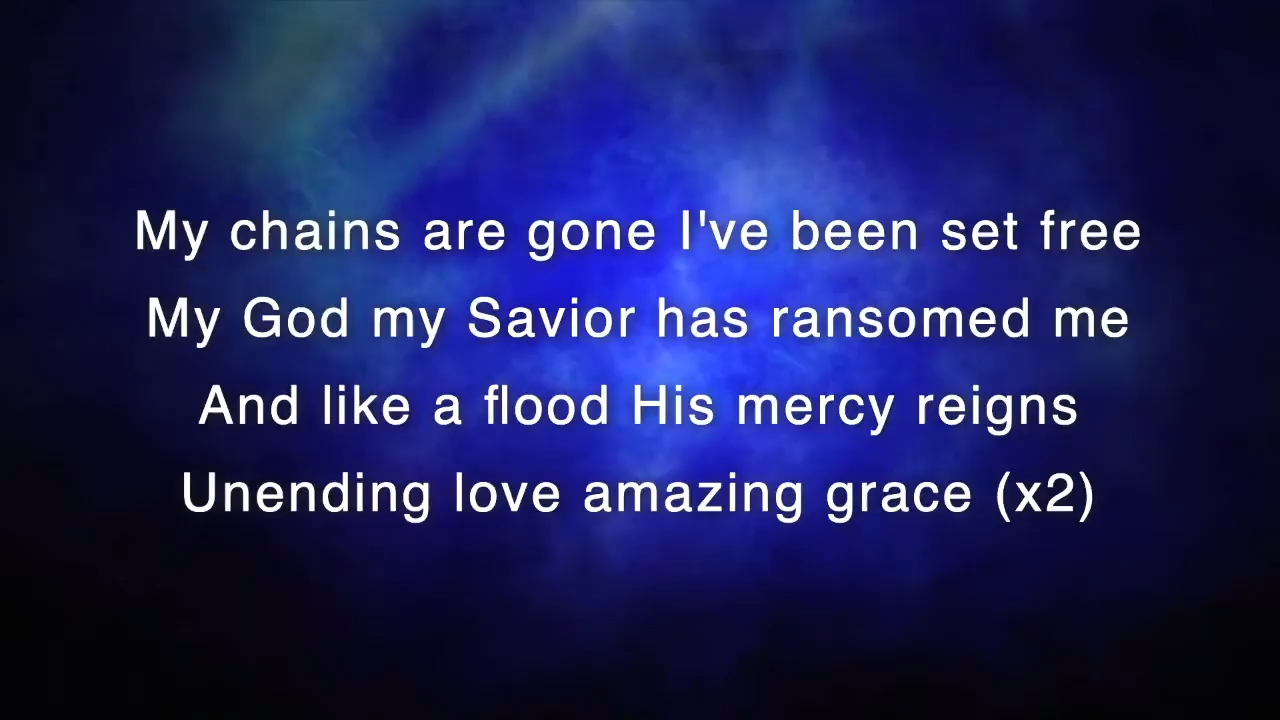 My chains are gone I've been set free
My God my Savior has ransomed me
And like a flood His mercy reigns
Unending love amazing grace (x2)